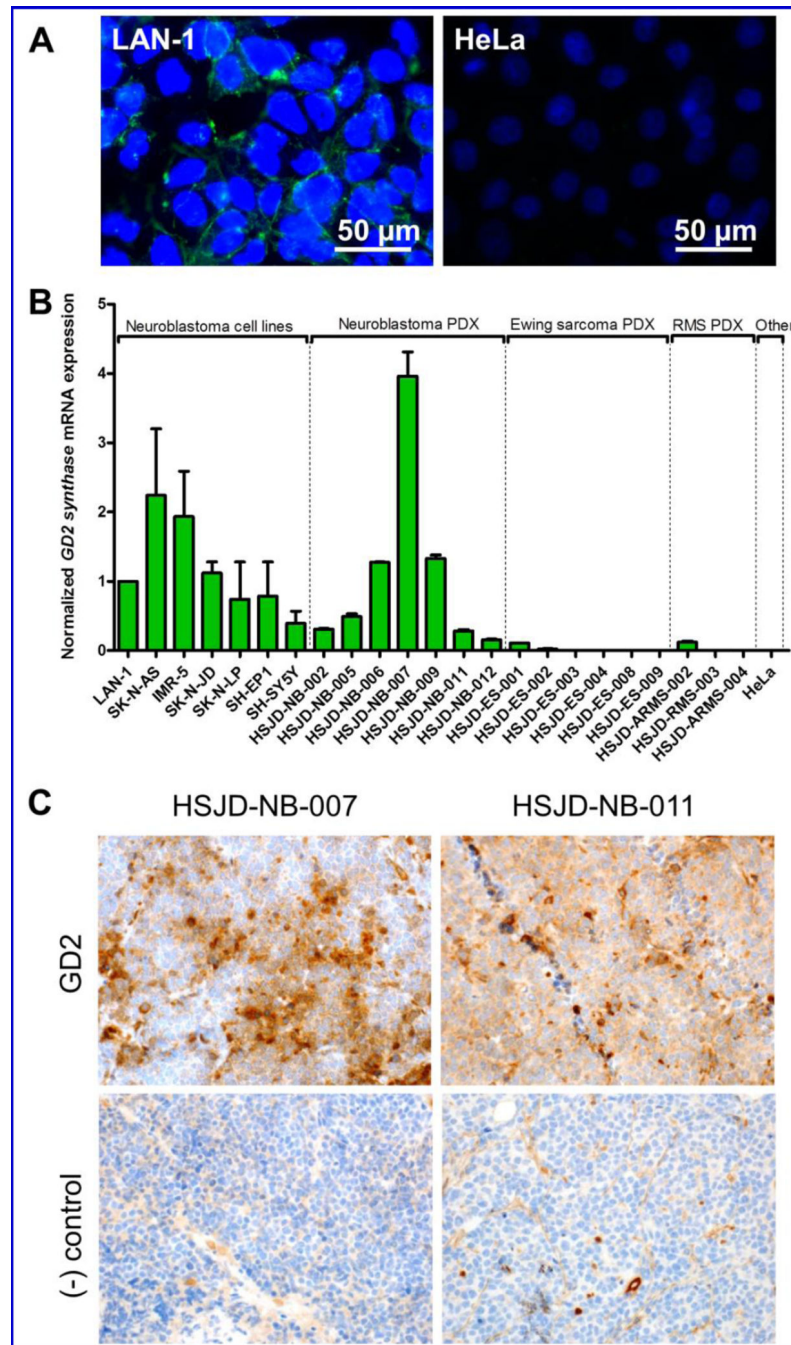 A
LAN-1
HeLa
50 µm
50 µm
B
Normalized GD2 synthase mRNA expression
5
4
3
2
1
0
Neuroblastoma cell lines
Neuroblastoma PDX
Ewing sarcoma PDX
RMS PDX
Other
LAN-1
SK-N-AS
IMR-5
SK-N-JD
SK-N-LP
SH-EP1
SH-SY5Y
HSJD-NB-002
HSJD-NB-005
HSJD-NB-006
HSJD-NB-007
HSJD-NB-009
HSJD-NB-011
HSJD-NB-012
HSJD-ES-001
HSJD-ES-002
HSJD-ES-003
HSJD-ES-004
HSJD-ES-008
HSJD-ES-009
HSJD-ARMS-002
HSJD-RMS-003
HSJD-ARMS-004
HeLa
C
HSJD-NB-007
HSJD-NB-011
GD2
(-) control